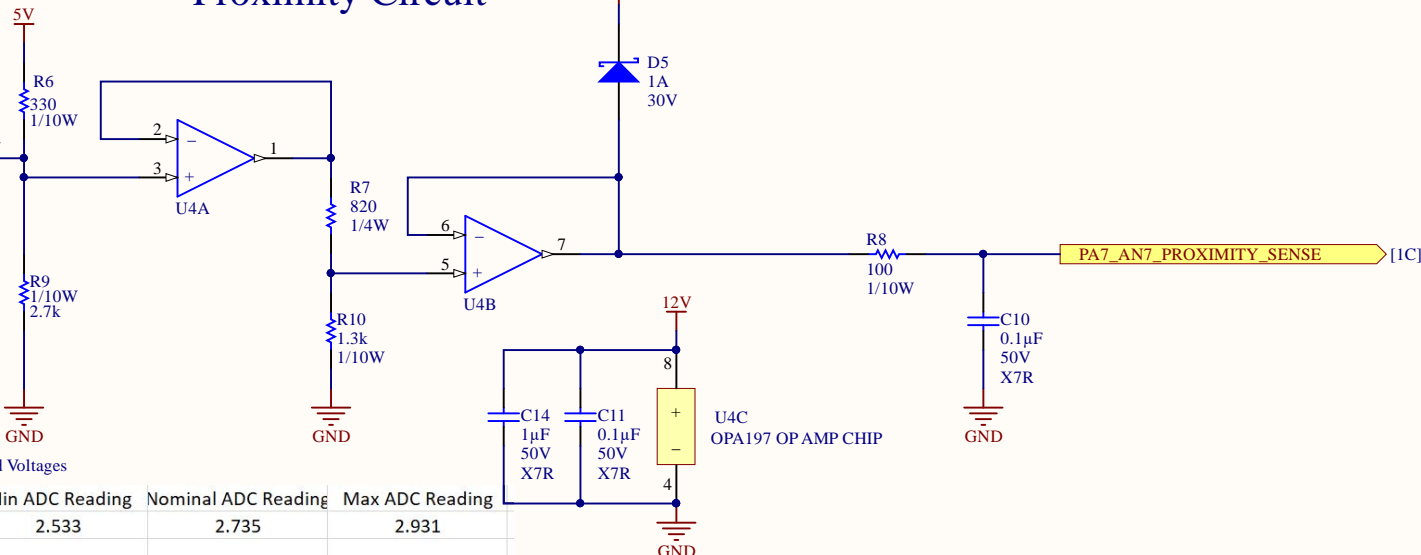 Proximity Circuit
5V
R6
330
1/10W
2
3
1
U4A
R9
1/10W
2.7k
GND
R7
820
1/4W
R10
1.3k
1/10W
GND
6
5
7
U4B
D5
1A
30V
R8
100
1/10W
PA7_AN7_PROXIMITY_SENSE
[1C]
C10
0.1µF
50V
X7R
GND
12V
8
C14
1µF
50V
X7R
C11
0.1µF
50V
X7R
+
−
U4C
OPA197 OP AMP CHIP
4
GND
Voltages
ADC Reading Nominal ADC Reading Max ADC Reading
2.533 2.735 2.931